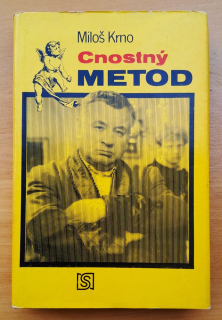 Miloš Krno
Cnostný
METOD
S